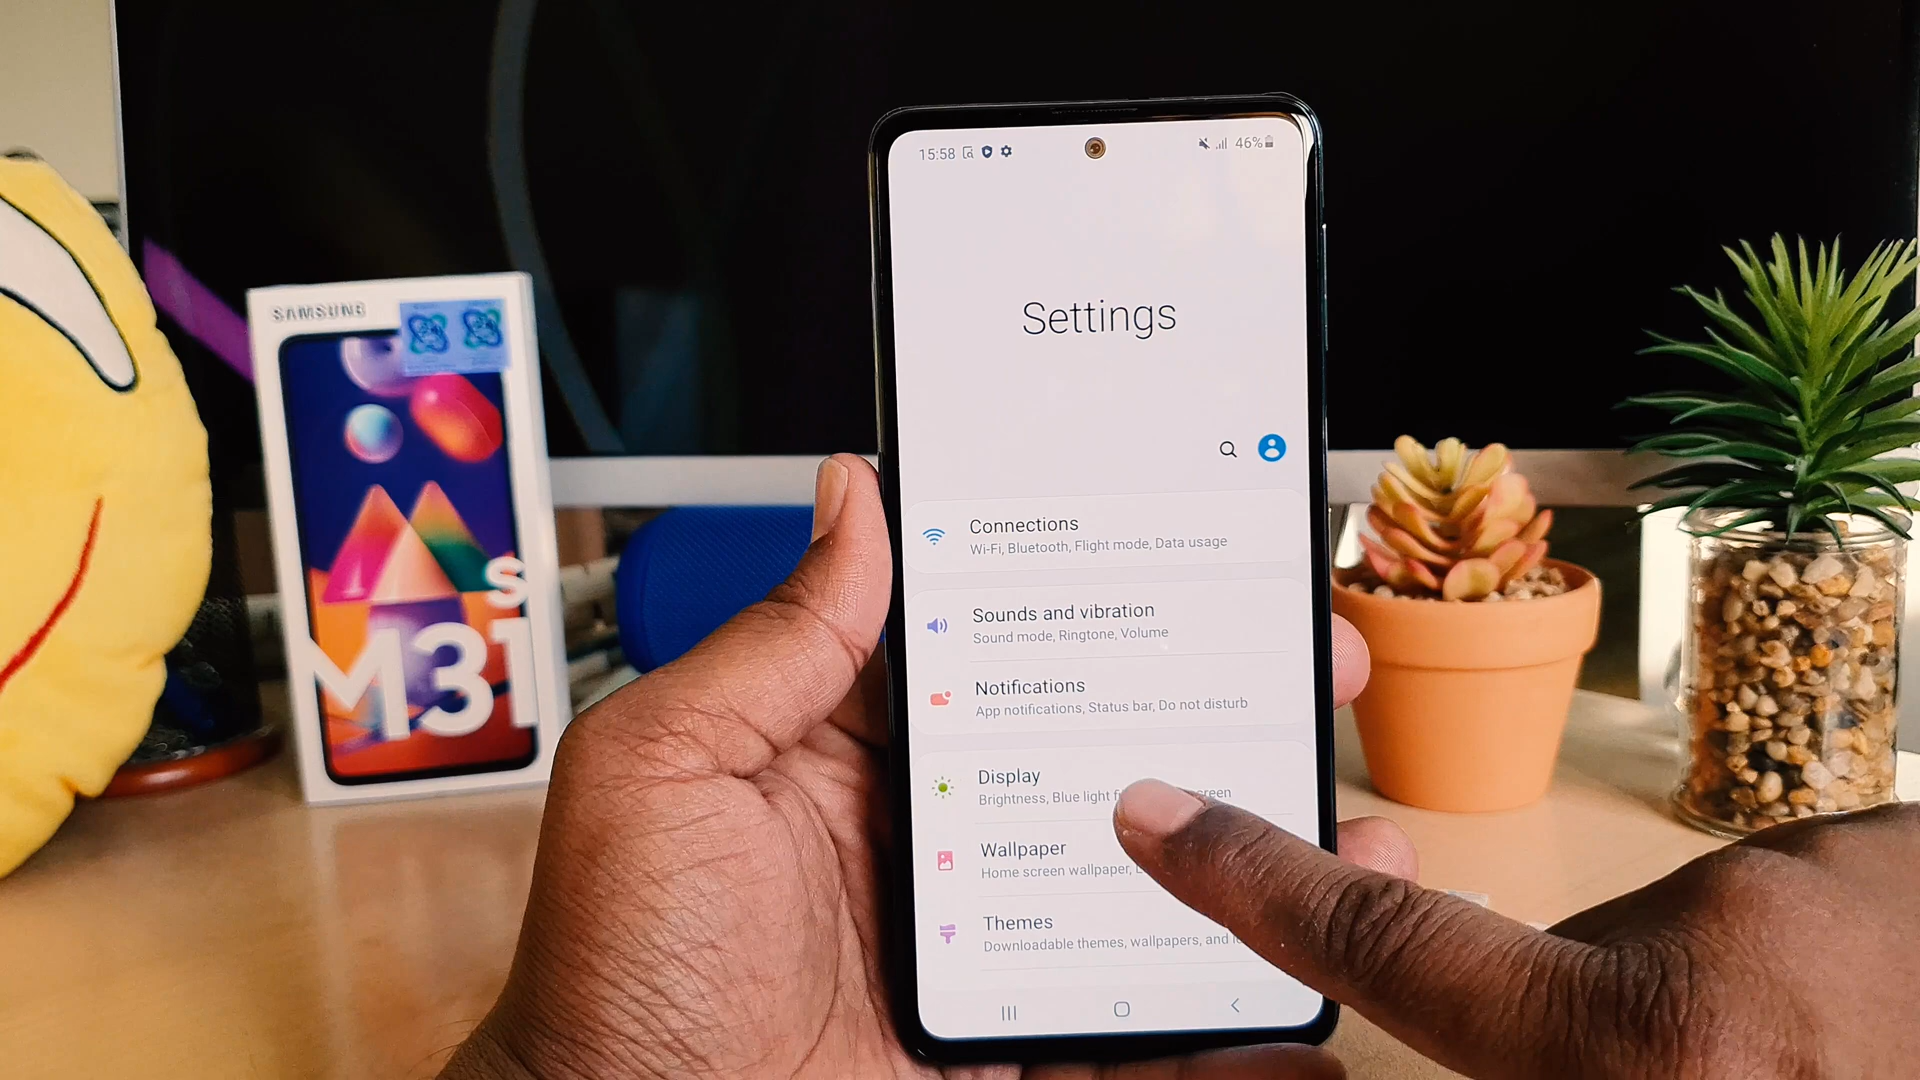 SAMSUNG
s
M31
15:58
46%
Settings
Connections
Wi-Fi, Bluetooth, Flight mode, Data usage
Sounds and vibration
Sound mode, Ringtone, Volume
Notifications
App notifications, Status bar, Do not disturb
Display
Brightness, Blue light screen
Wallpaper
Home screen wallpaper,
Themes
Downloadable themes, wallpapers, and